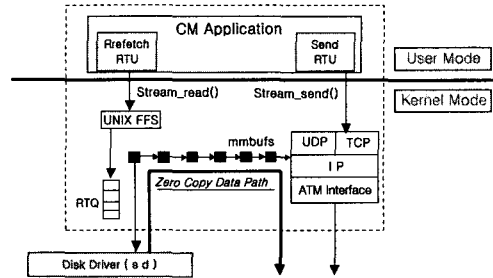 CM Application
Rrefetch
RTU
Send
RTU
User Mode
Stream_read()
Stream_send()
Kernel Mode
UNIX FFS
mmbufs
UDP
TCP
I P
ATM Interface
Zero Copy Data Path
RTQ
Disk Driver ( s d )